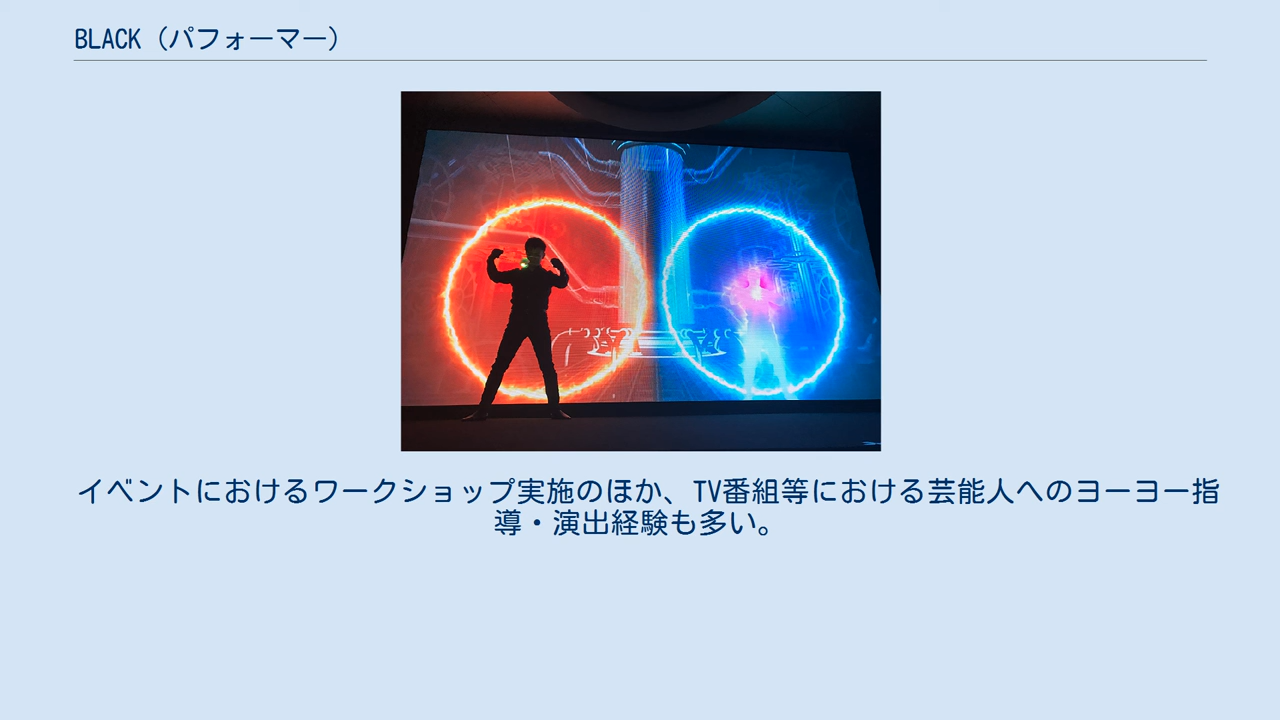 BLACK（パフォーマー）
イベントにおけるワークショップ実施のほか、TV番組等における芸能人へのヨーヨー指
導・演出経験も多い。